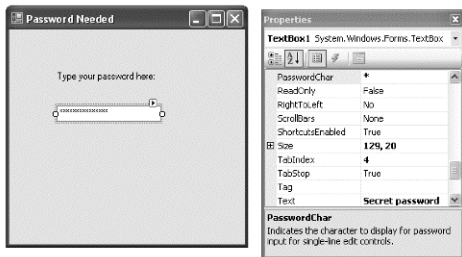 Password Needed
Type your password here:
***************
Properties
TextBox1 System.Windows.Forms.TextBox
PasswordChar *
ReadOnly False
RightToLeft No
ScrollBars None
ShortcutsEnabled True
Size 129, 20
TabIndex 4
TabStop True
Tag
Text Secret password
PasswordChar
Indicates the character to display for password
input for single-line edit controls.